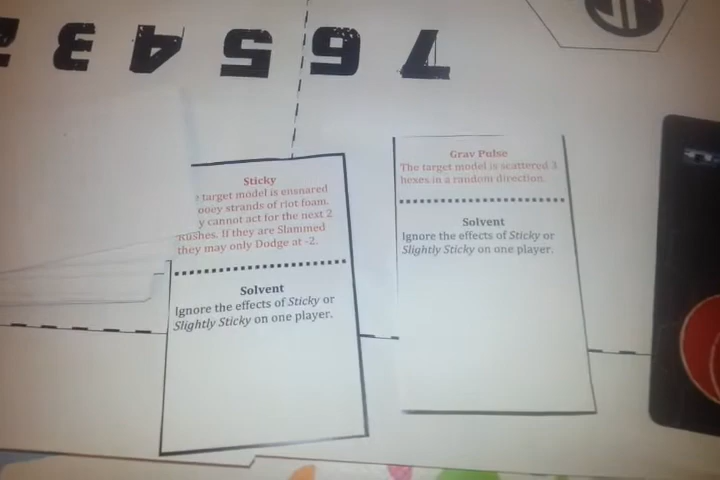 3 4 5 6 7
Sticky
target model is ensnared
ooey strands of riot foam.
y cannot act for the next 2
Rushes. If they are Slammed
they may only Dodge at -2.
Solvent
Ignore the effects of Sticky or
Slightly Sticky on one player.
Grav Pulse
The target model is scattered 3
hexes in a random direction.
Solvent
Ignore the effects of Sticky or
Slightly Sticky on one player.